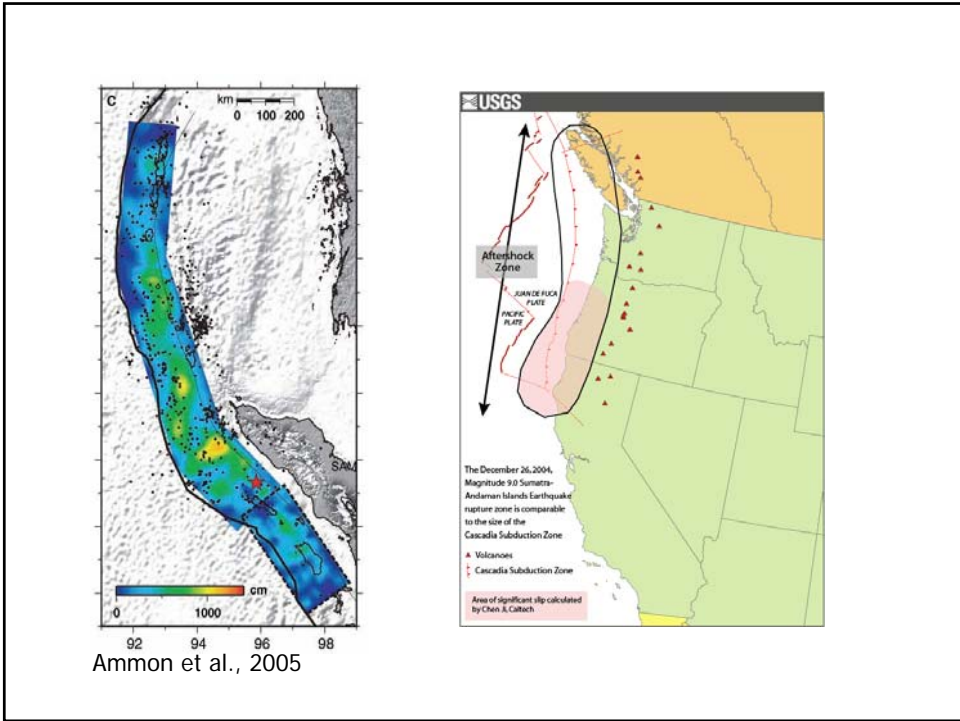 C
km
0 100 200
SAM
cm
0 1000
92 94 96 98
Ammon et al., 2005
USGS
Aftershock
Zone
JUAN DE FUCA
PLATE
PACIFIC
PLATE
The December 26, 2004,
Magnitude 9.0 Sumatra-
Andaman Islands Earthquake
rupture zone is comparable
to the size of the
Cascadia Subduction Zone
Volcanoes
Cascadia Subduction Zone
Area of significant slip calculated
by Chen Ji, Caltech